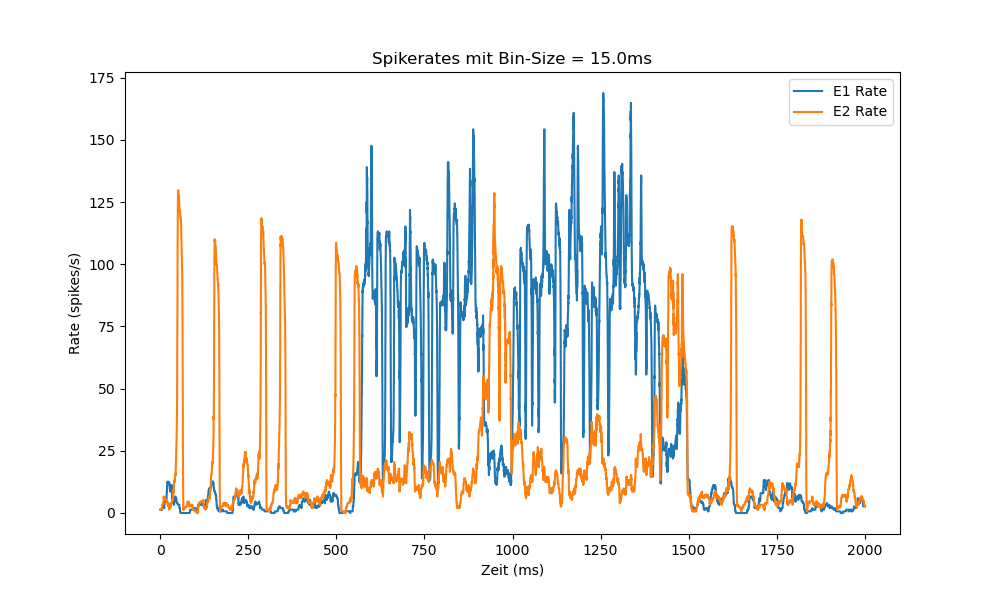 Spikerates mit Bin-Size = 15.0ms
E1 Rate
E2 Rate
Rate (spikes/s)
175
150
125
100
75
50
25
0
0 250 500 750 1000 1250 1500 1750 2000
Zeit (ms)